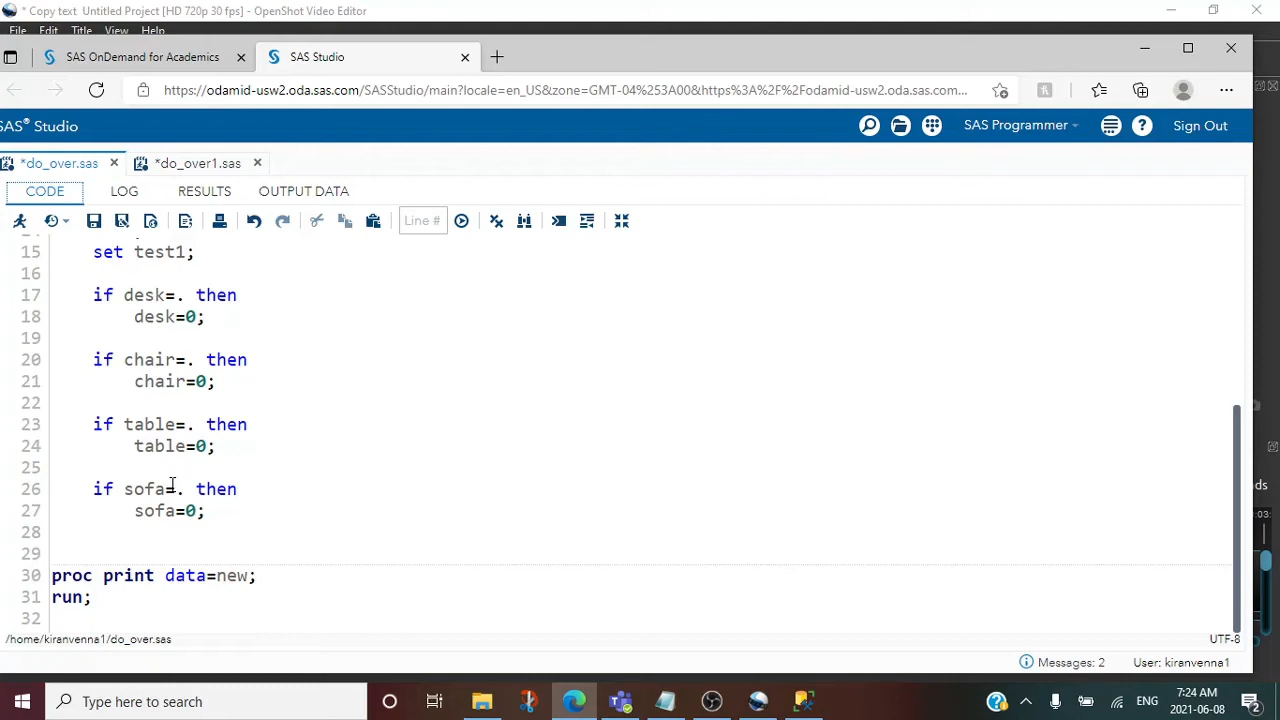 * Copy text. Untitled Project [HD 720p 30 fps] - OpenShot Video Editor
File Edit Title View Help
SAS OnDemand for Academics
SAS Studio
https://odamid-usw2.oda.sas.com/SASStudio/main?locale=en_US&zone=GMT-04%253A00&https%3A%2F%2Fodamid-usw2.oda.sas.com...
SAS® Studio
SAS Programmer
Sign Out
*do_over.sas
*do_over1.sas
CODE LOG RESULTS OUTPUT DATA
Line #
15 set test1;
16
17 if desk=. then
18 desk=0;
19
20 if chair=. then
21 chair=0;
22
23 if table=. then
24 table=0;
25
26 if sofa=. then
27 sofa=0;
28
29
30 proc print data=new;
31 run;
32
/home/kiranvenna1/do_over.sas
UTF-8
Messages: 2
User: kiranvenna1
Type here to search
ENG
7:24 AM
2021-06-08
2